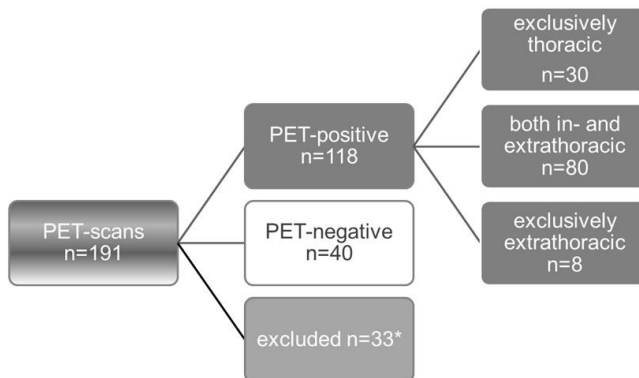 PET-scans
n=191
PET-positive
n=118
PET-negative
n=40
excluded n=33*
exclusively
thoracic
n=30
both in- and
extrathoracic
n=80
exclusively
extrathoracic
n=8